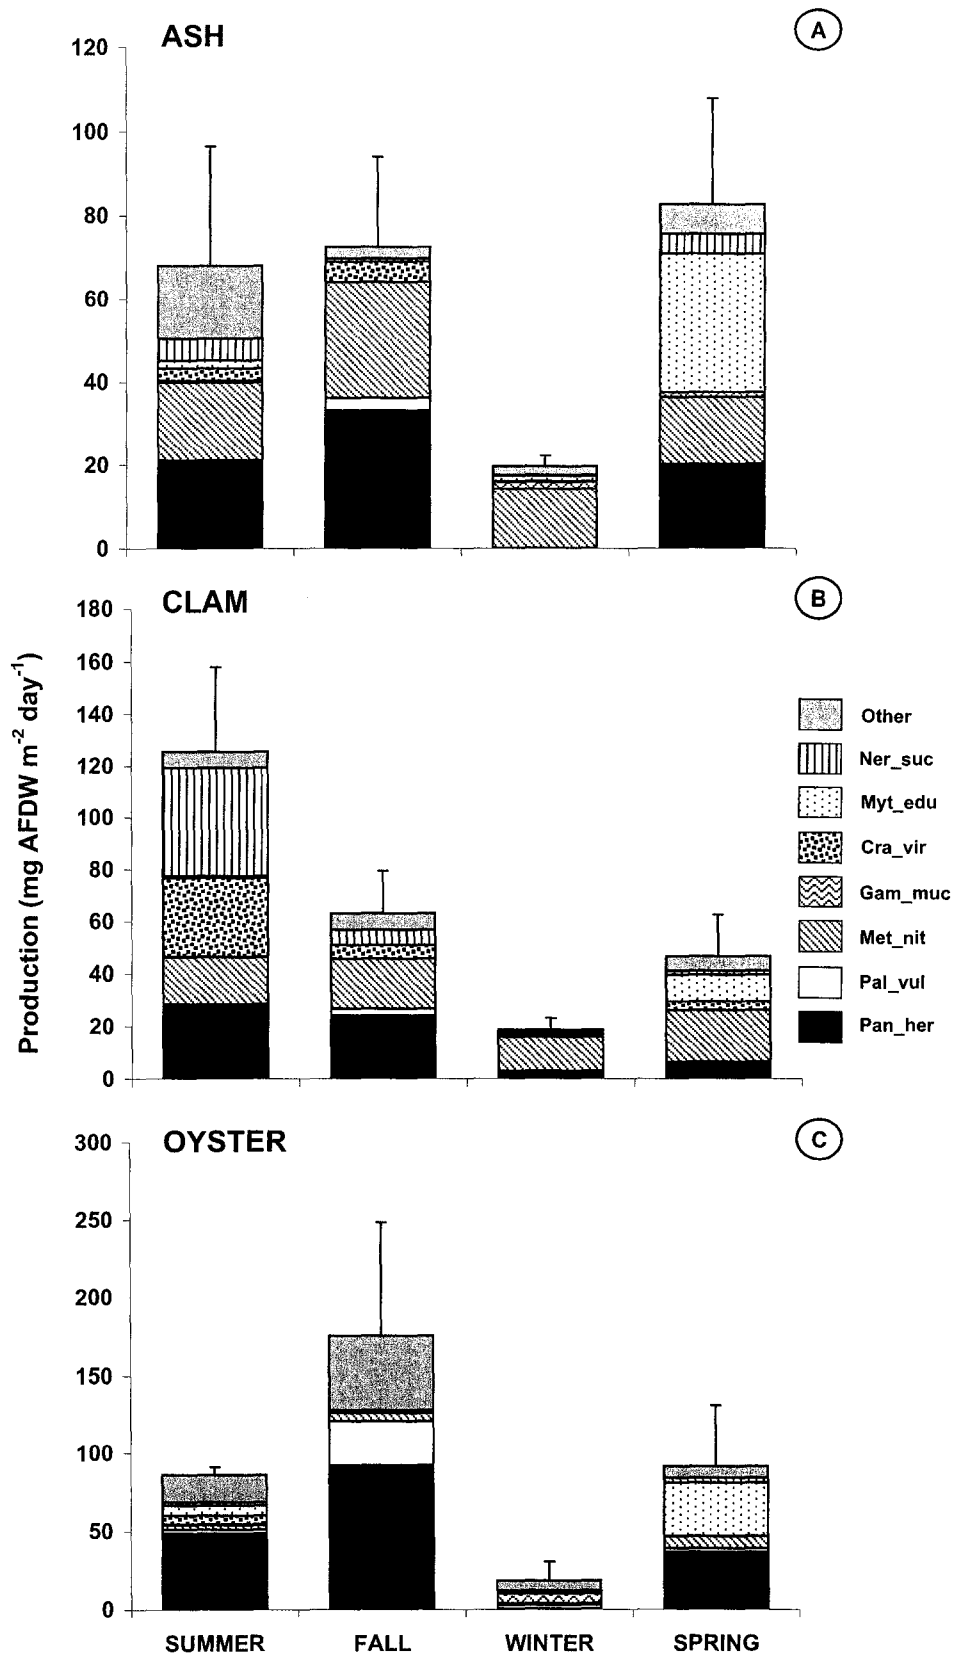 ASH
A
120
100
80
60
40
20
0
CLAM
B
180
160
140
120
100
80
60
40
20
0
Production (mg AFDW m-2 day-1)
Other
Ner_suc
Myt_edu
Cra_vir
Gam_muc
Met_nit
Pal_vul
Pan_her
OYSTER
C
300
250
200
150
100
50
0
SUMMER FALL WINTER SPRING